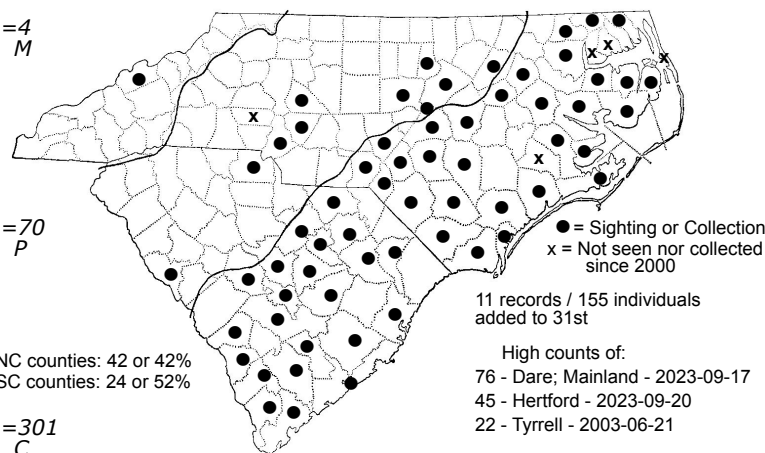 =4
M
=70
P
● = Sighting or Collection
x = Not seen nor collected
since 2000
11 records / 155 individuals
added to 31st
NC counties: 42 or 42%
SC counties: 24 or 52%
High counts of:
76 - Dare; Mainland - 2023-09-17
45 - Hertford - 2023-09-20
22 - Tyrrell - 2003-06-21
=301
C